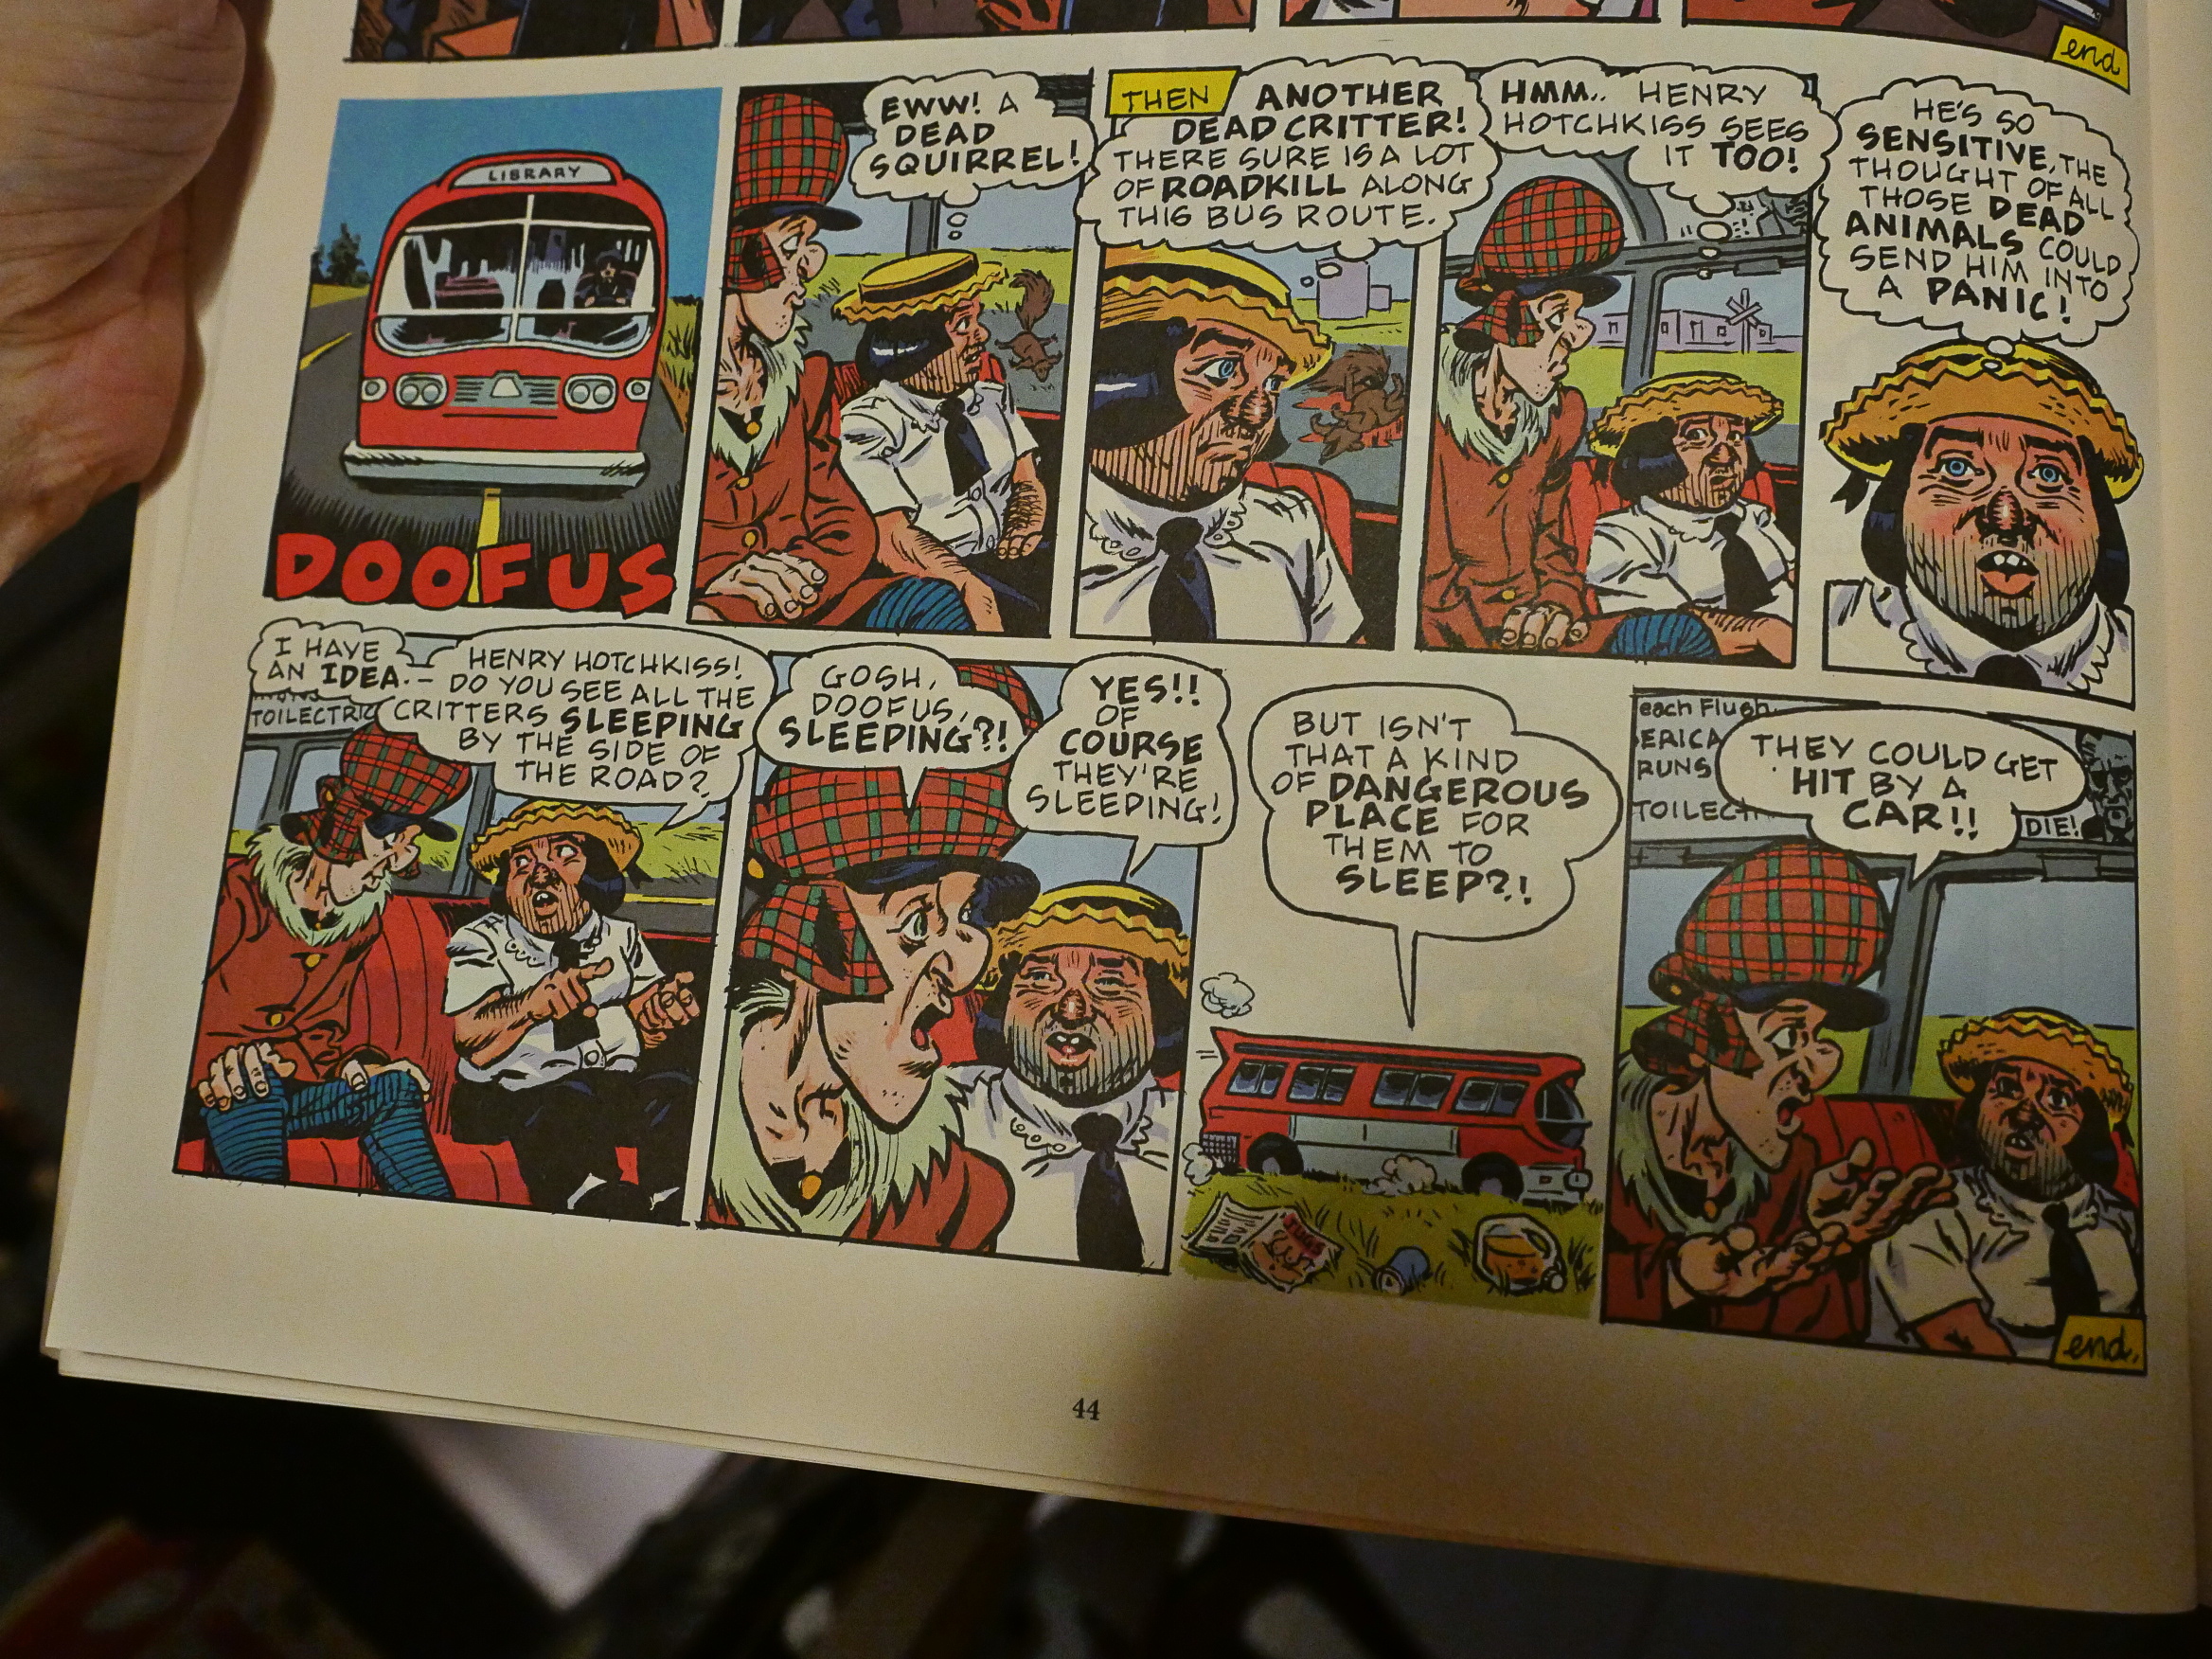 end
LIBRARY
DOOFUS
EWW! A
DEAD
SQUIRREL!
THEN
ANOTHER
DEAD CRITTER!
THERE SURE IS A LOT
OF ROADKILL ALONG
THIS BUS ROUTE.
HMM.. HENRY
HOTCHKISS SEES
IT TOO!
HE'S SO
SENSITIVE, THE
THOUGHT OF ALL
THOSE DEAD
ANIMALS COULD
SEND HIM INTO
A PANIC!
I HAVE
AN IDEA.—
TOILECTRIC
HENRY HOTCHKISS!
DO YOU SEE ALL THE
CRITTERS SLEEPING
BY THE SIDE OF
THE ROAD?
GOSH,
DOOFUS,
SLEEPING?!
YES!!
OF
COURSE
THEY'RE
SLEEPING!
BUT ISN'T
THAT A KIND
OF DANGEROUS
PLACE FOR
THEM TO
SLEEP?!
each Flush
ERICA
RUNS
TOILECT
THEY COULD GET
HIT BY A
CAR!!
DIE!
end.
44